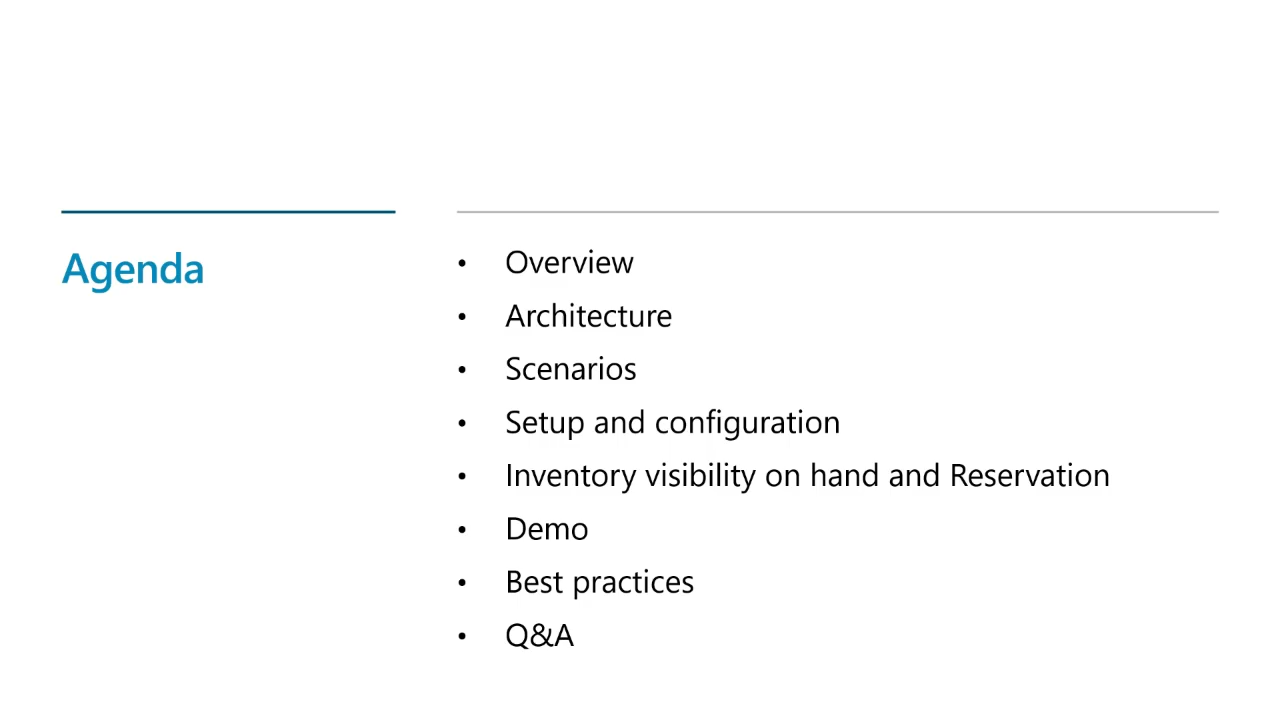 Agenda
• Overview
• Architecture
• Scenarios
• Setup and configuration
• Inventory visibility on hand and Reservation
• Demo
• Best practices
• Q&A